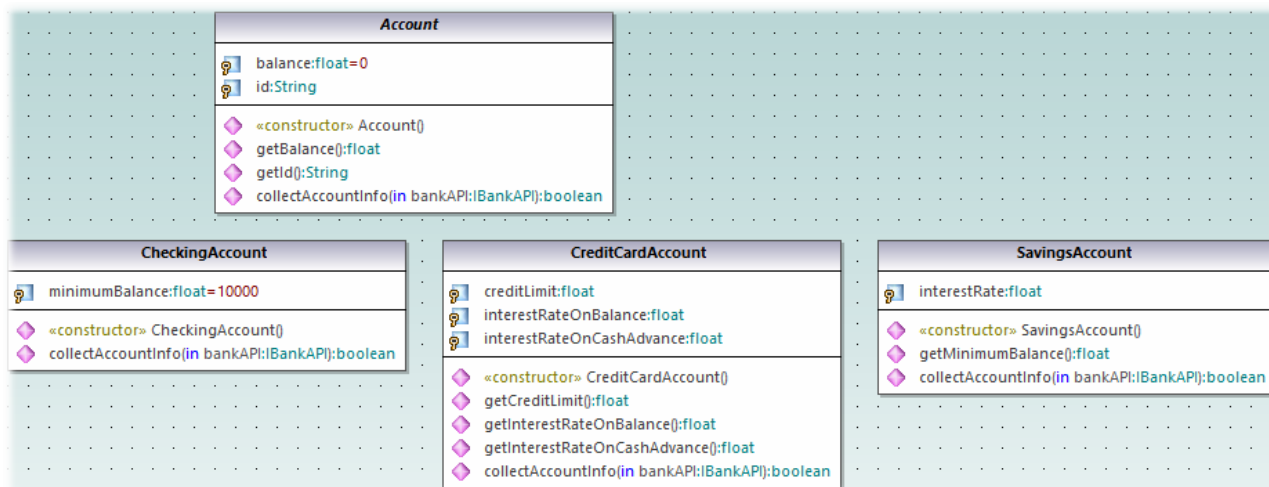 Account
balance:float=0
id:String
«constructor» Account()
getBalance():float
getId():String
collectAccountInfo(in bankAPI:IBankAPI):boolean
CheckingAccount
minimumBalance:float=10000
«constructor» CheckingAccount()
collectAccountInfo(in bankAPI:IBankAPI):boolean
CreditCardAccount
creditLimit:float
interestRateOnBalance:float
interestRateOnCashAdvance:float
«constructor» CreditCardAccount()
getCreditLimit():float
getInterestRateOnBalance():float
getInterestRateOnCashAdvance():float
collectAccountInfo(in bankAPI:IBankAPI):boolean
SavingsAccount
interestRate:float
«constructor» SavingsAccount()
getMinimumBalance():float
collectAccountInfo(in bankAPI:IBankAPI):boolean